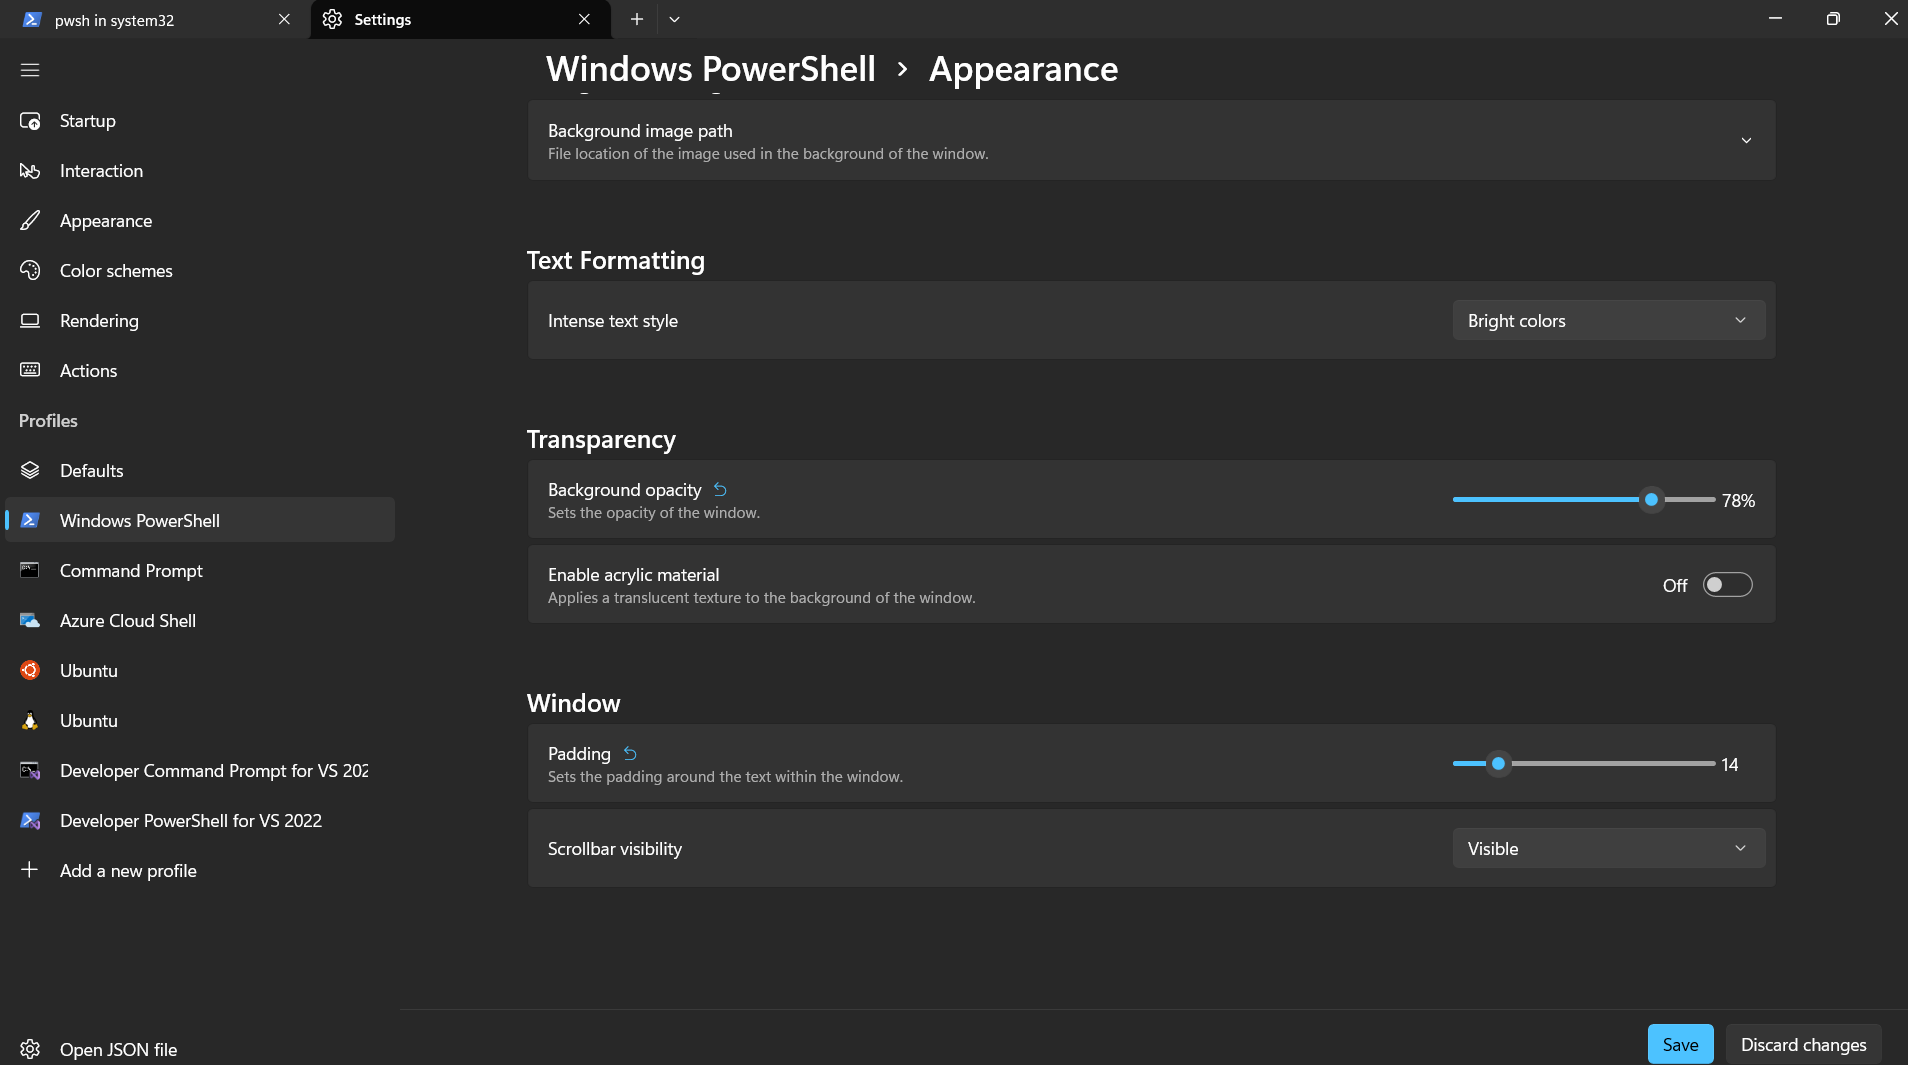 pwsh in system32
Settings
Windows PowerShell › Appearance
Startup
Interaction
Appearance
Color schemes
Rendering
Actions
Profiles
Defaults
Windows PowerShell
Command Prompt
Azure Cloud Shell
Ubuntu
Ubuntu
Developer Command Prompt for VS 202
Developer PowerShell for VS 2022
Add a new profile
Open JSON file
Background image path
File location of the image used in the background of the window.
Text Formatting
Intense text style
Bright colors
Transparency
Background opacity
Sets the opacity of the window.
78%
Enable acrylic material
Applies a translucent texture to the background of the window.
Off
Window
Padding
Sets the padding around the text within the window.
14
Scrollbar visibility
Visible
Save
Discard changes